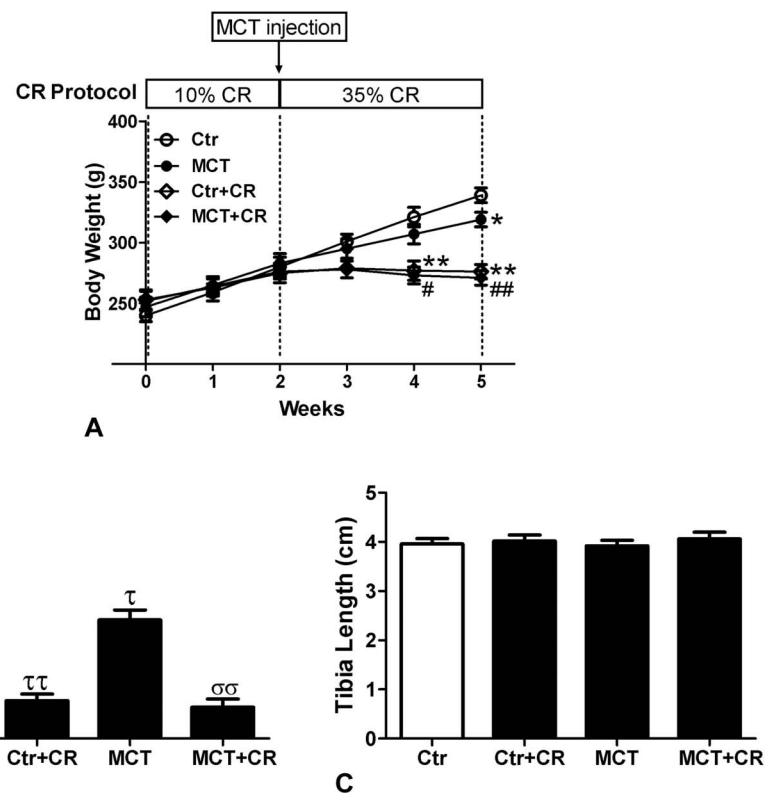 MCT injection
CR Protocol 10% CR 35% CR
400
350
300
250
Body Weight (g)
Ctr
MCT
Ctr+CR
MCT+CR
*
**
#
**
##
0 1 2 3 4 5
Weeks
A
ττ
τ
σσ
Ctr+CR MCT MCT+CR
5
4
3
2
1
0
Tibia Length (cm)
Ctr Ctr+CR MCT MCT+CR
C